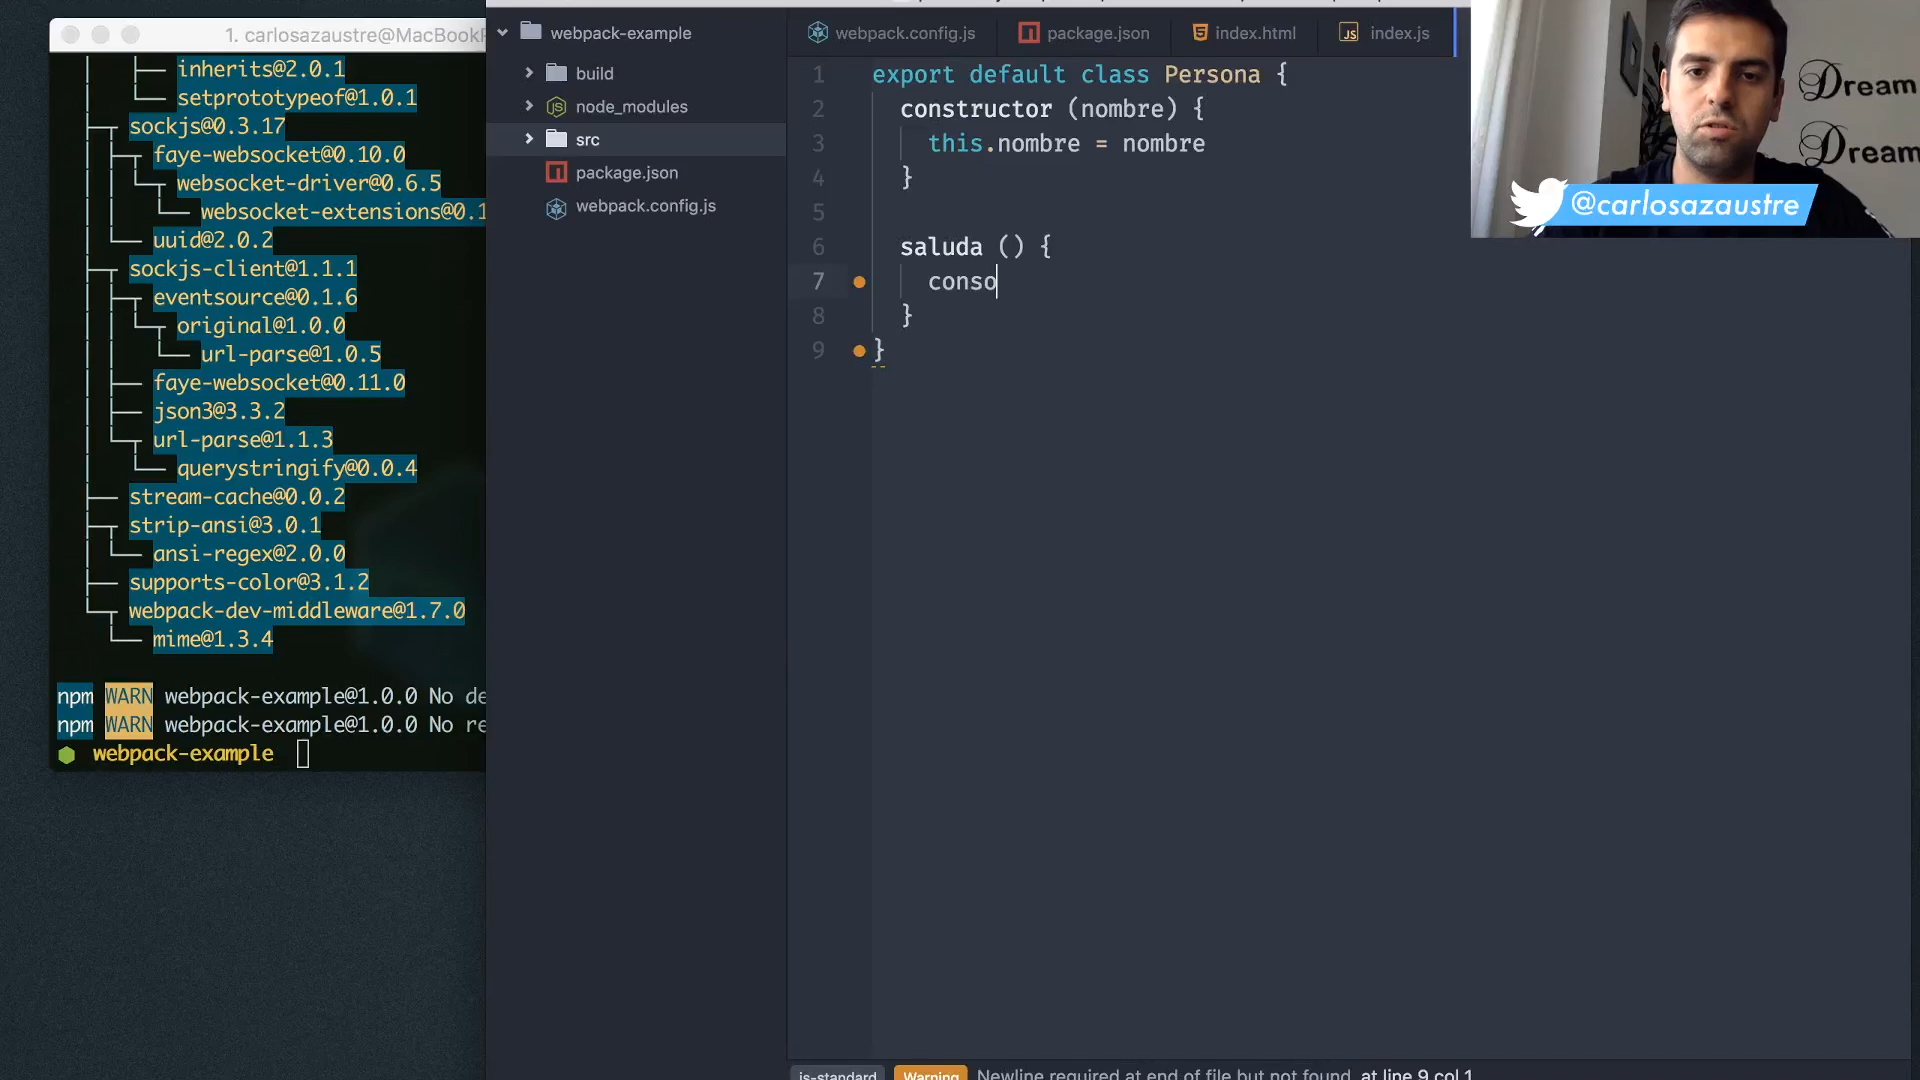 1. carlosazaustre@MacBookP
inherits@2.0.1
setprototypeof@1.0.1
sockjs@0.3.17
faye-websocket@0.10.0
websocket-driver@0.6.5
websocket-extensions@0.1
uuid@2.0.2
sockjs-client@1.1.1
eventsource@0.1.6
original@1.0.0
url-parse@1.0.5
faye-websocket@0.11.0
json3@3.3.2
url-parse@1.1.3
querystringify@0.0.4
stream-cache@0.0.2
strip-ansi@3.0.1
ansi-regex@2.0.0
supports-color@3.1.2
webpack-dev-middleware@1.7.0
mime@1.3.4
npm WARN webpack-example@1.0.0 No de
npm WARN webpack-example@1.0.0 No re
webpack-example
webpack-example
build
node_modules
src
package.json
webpack.config.js
webpack.config.js package.json index.html index.js
1 export default class Persona {
2 constructor (nombre) {
3 this.nombre = nombre
4 }
5
6 saluda () {
7 conso
8 }
9 }
js-standard Warning Newline required at end of file but not found. at line 9 col 1
Dream
Dream
@carlosazaustre